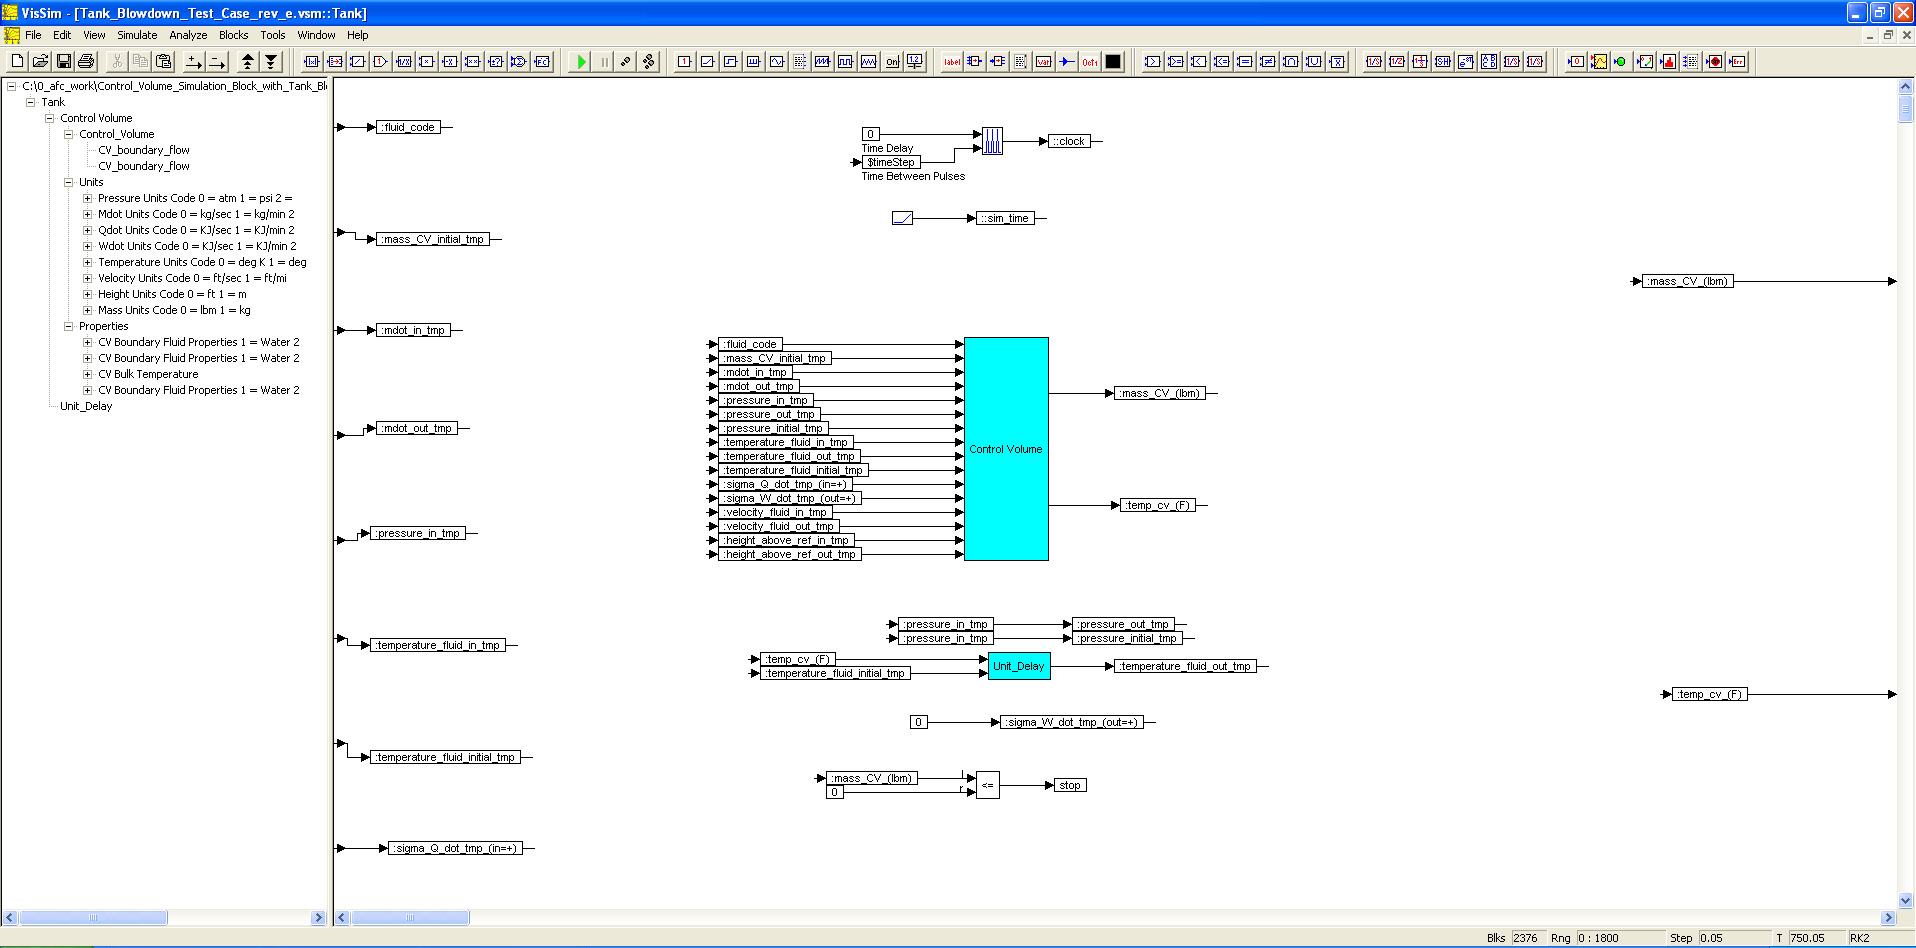 VisSim - [Tank_Blowdown_Test_Case_rev_e.vsm::Tank]
File Edit View Simulate Analyze Blocks Tools Window Help
C:\0_afc_work\Control_Volume_Simulation_Block_with_Tank_Bl
Tank
Control Volume
Control_Volume
CV_boundary_flow
CV_boundary_flow
Units
Pressure Units Code 0 = atm 1 = psi 2 =
Mdot Units Code 0 = kg/sec 1 = kg/min 2
Qdot Units Code 0 = KJ/sec 1 = KJ/min 2
Wdot Units Code 0 = KJ/sec 1 = KJ/min 2
Temperature Units Code 0 = deg K 1 = deg
Velocity Units Code 0 = ft/sec 1 = ft/mi
Height Units Code 0 = ft 1 = m
Mass Units Code 0 = lbm 1 = kg
Properties
CV Boundary Fluid Properties 1 = Water 2
CV Boundary Fluid Properties 1 = Water 2
CV Bulk Temperature
CV Boundary Fluid Properties 1 = Water 2
Unit_Delay
:fluid_code
:mass_CV_initial_tmp
:mdot_in_tmp
:mdot_out_tmp
:pressure_in_tmp
:temperature_fluid_in_tmp
:temperature_fluid_initial_tmp
:sigma_Q_dot_tmp_(in=+)
0
Time Delay
$timeStep
Time Between Pulses
::clock
::sim_time
:fluid_code
:mass_CV_initial_tmp
:mdot_in_tmp
:mdot_out_tmp
:pressure_in_tmp
:pressure_out_tmp
:pressure_initial_tmp
:temperature_fluid_in_tmp
:temperature_fluid_out_tmp
:temperature_fluid_initial_tmp
:sigma_Q_dot_tmp_(in=+)
:sigma_W_dot_tmp_(out=+)
:velocity_fluid_in_tmp
:velocity_fluid_out_tmp
:height_above_ref_in_tmp
:height_above_ref_out_tmp
Control Volume
:mass_CV_(lbm)
:temp_cv_(F)
:pressure_in_tmp :pressure_out_tmp
:pressure_in_tmp :pressure_initial_tmp
:temp_cv_(F)
:temperature_fluid_initial_tmp
Unit_Delay
:temperature_fluid_out_tmp
0 :sigma_W_dot_tmp_(out=+)
:mass_CV_(lbm) l
0 r
<= stop
:mass_CV_(lbm)
:temp_cv_(F)
Blks 2376 Rng 0 : 1800 Step 0.05 T 750.05 RK2